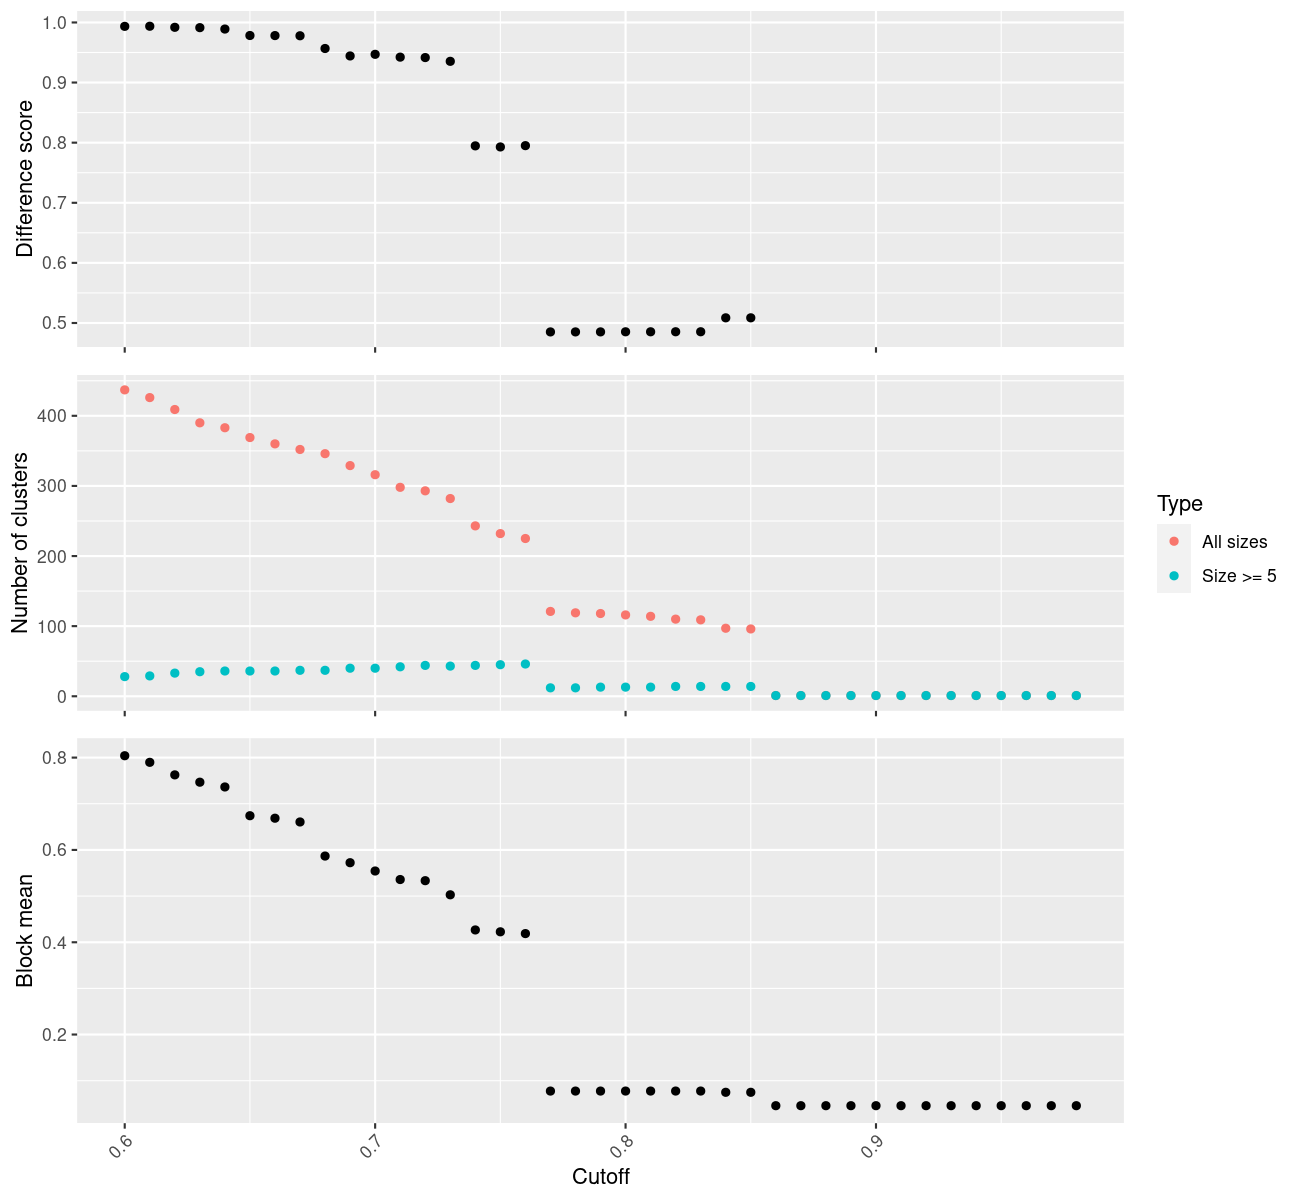 1.0
0.9
0.8
0.7
0.6
0.5
Difference score
400
300
200
100
0
Number of clusters
Type
All sizes
Size >= 5
0.8
0.6
0.4
0.2
Block mean
0.6
0.7
0.8
0.9
Cutoff